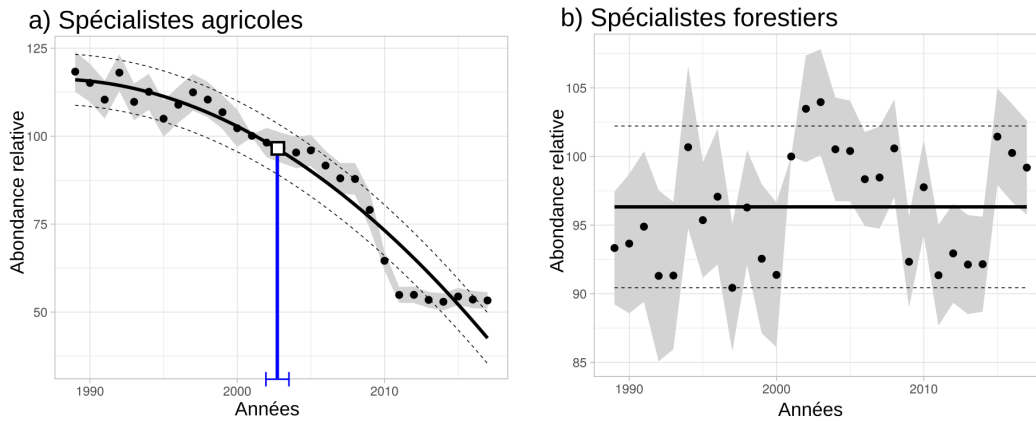 a) Spécialistes agricoles
Abondance relative
125
100
75
50
1990
2000
2010
Années
b) Spécialistes forestiers
Abondance relative
105
100
95
90
85
1990
2000
2010
Années